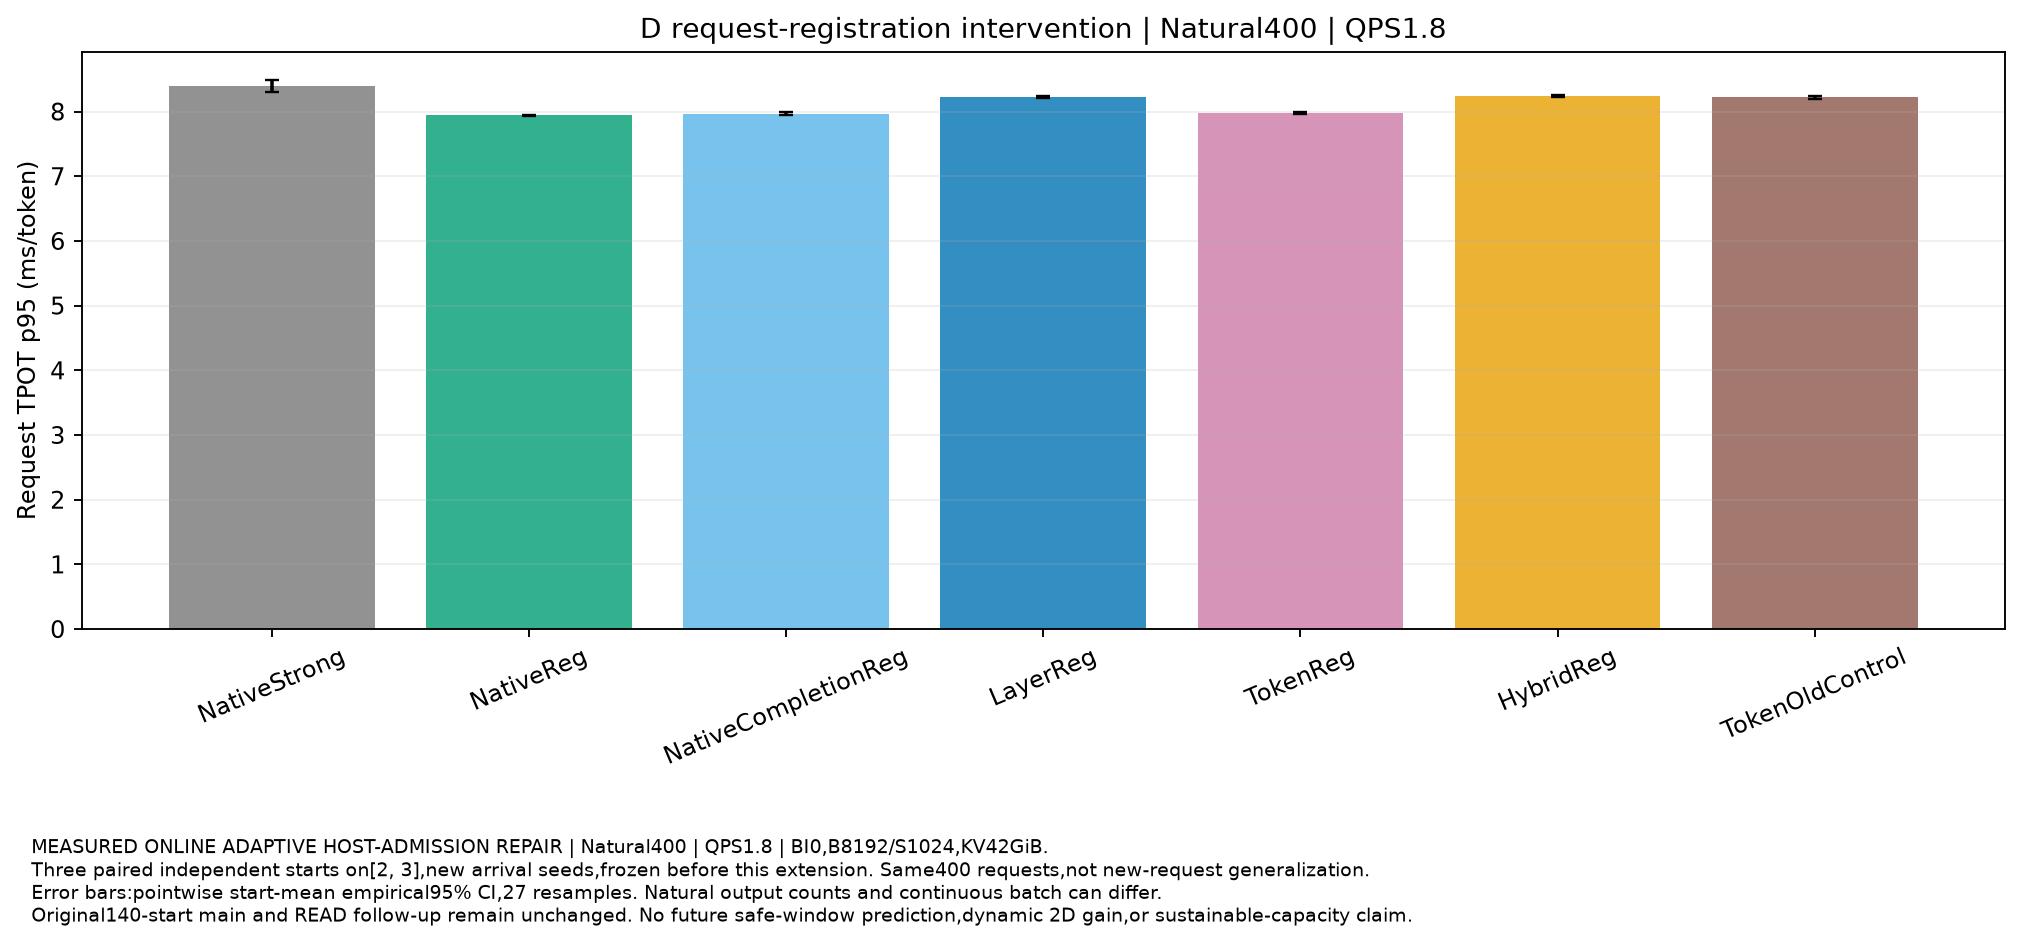 D request-registration intervention | Natural400 | QPS1.8
Request TPOT p95 (ms/token)
8
7
6
5
4
3
2
1
0
NativeStrong
NativeReg
NativeCompletionReg
LayerReg
TokenReg
HybridReg
TokenOldControl
MEASURED ONLINE ADAPTIVE HOST-ADMISSION REPAIR | Natural400 | QPS1.8 | BI0,B8192/S1024,KV42GiB.
Three paired independent starts on[2, 3],new arrival seeds,frozen before this extension. Same400 requests,not new-request generalization.
Error bars:pointwise start-mean empirical95% CI,27 resamples. Natural output counts and continuous batch can differ.
Original140-start main and READ follow-up remain unchanged. No future safe-window prediction,dynamic 2D gain,or sustainable-capacity claim.